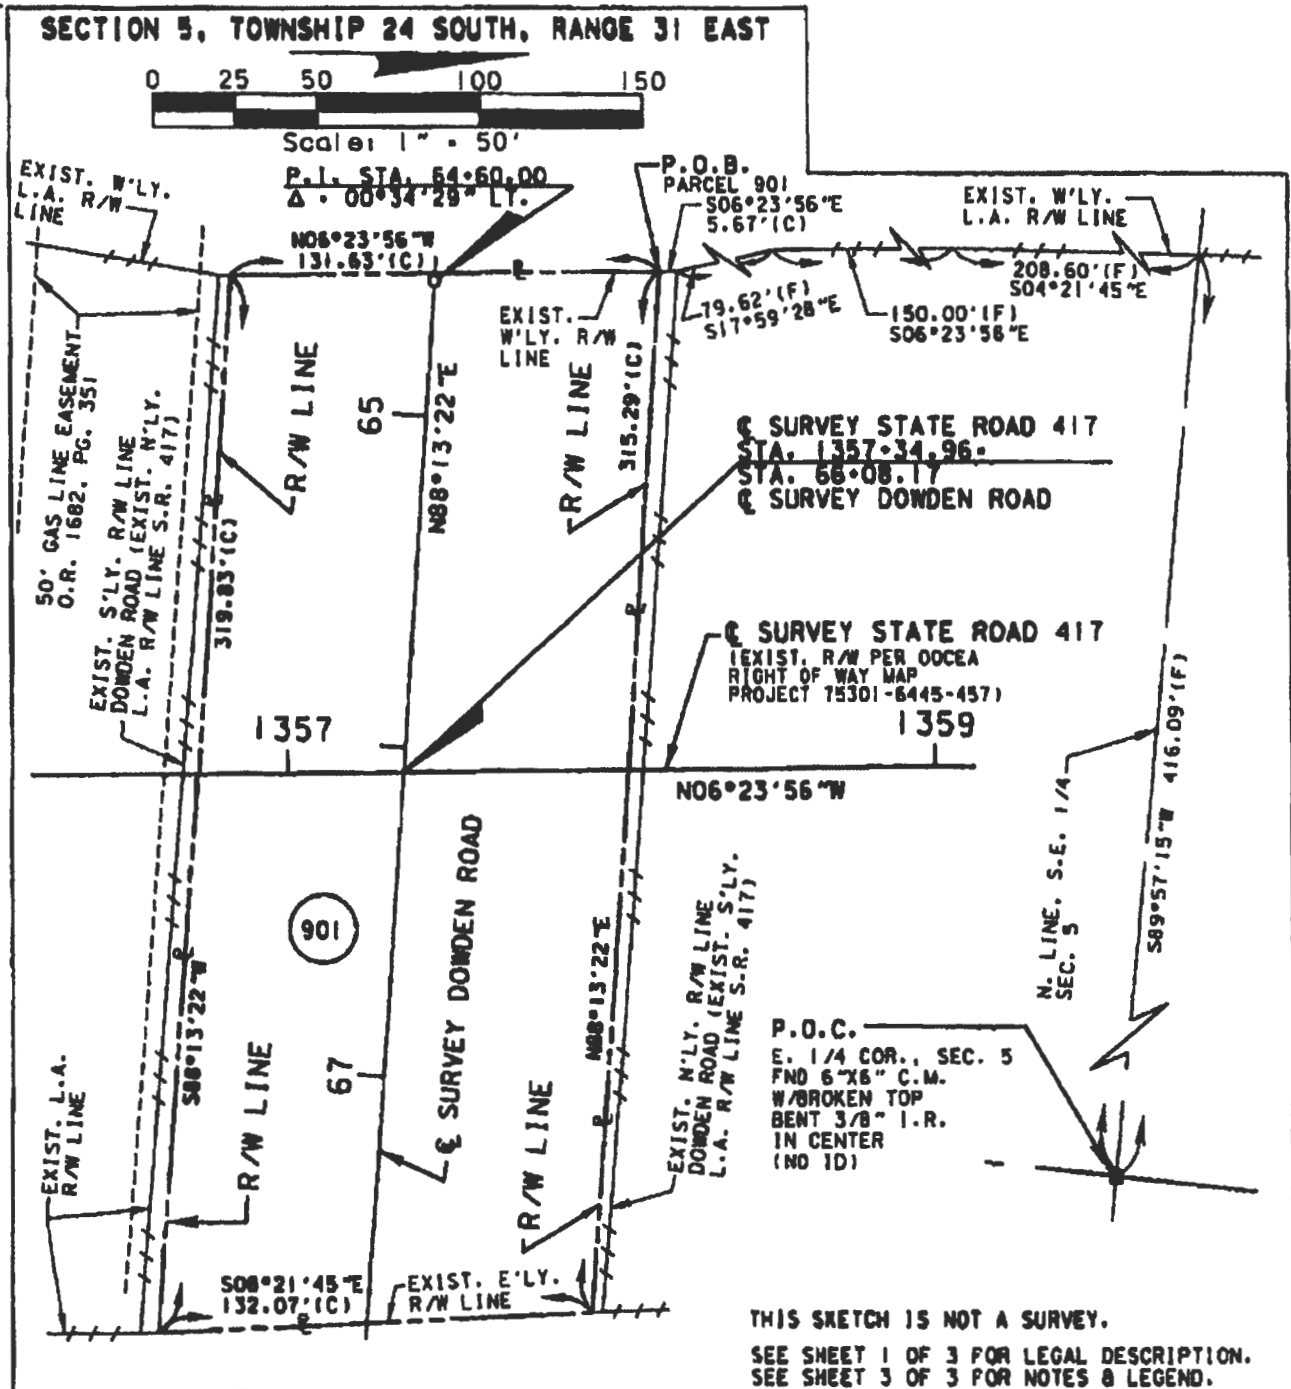 SECTION 5, TOWNSHIP 24 SOUTH, RANGE 31 EAST
0 25 50 100 150
Scale: 1" = 50'
P.I. STA. 64+60.00
Δ = 00°34'29" LT.
EXIST. W'LY.
L.A. R/W
LINE
N06°23'56"W
131.63'(C)
P.O.B.
PARCEL 901
S06°23'56"E
5.67'(C)
EXIST. W'LY.
L.A. R/W LINE
208.60'(F)
S04°21'45"E
79.62'(F)
S17°59'28"E
150.00'(F)
S06°23'56"E
EXIST.
W'LY. R/W
LINE
50' GAS LINE EASEMENT
O.R. 1682, PG. 351
EXIST. S'LY. R/W LINE
DOWDEN ROAD (EXIST. N'LY.
L.A. R/W LINE S.R. 417)
319.83'(C)
R/W LINE
65
N88°13'22"E
R/W LINE
315.29'(C)
℄ SURVEY STATE ROAD 417
STA. 1357+34.96=
STA. 66+08.17
℄ SURVEY DOWDEN ROAD
℄ SURVEY STATE ROAD 417
(EXIST. R/W PER OOCEA
RIGHT OF WAY MAP
PROJECT 75301-6445-457)
1357
1359
N06°23'56"W
N. LINE, S.E. 1/4
SEC. 5
S89°57'15"W 416.09'(F)
901
℄ SURVEY DOWDEN ROAD
67
S88°13'22"W
R/W LINE
N88°13'22"E
R/W LINE
EXIST. N'LY. R/W LINE
DOWDEN ROAD (EXIST. S'LY.
L.A. R/W LINE S.R. 417)
P.O.C.
E. 1/4 COR., SEC. 5
FND 6"X6" C.M.
W/BROKEN TOP
BENT 3/8" I.R.
IN CENTER
(NO ID)
EXIST. L.A.
R/W LINE
132.07'(C)
EXIST. E'LY.
R/W LINE
THIS SKETCH IS NOT A SURVEY.
SEE SHEET 1 OF 3 FOR LEGAL DESCRIPTION.
SEE SHEET 3 OF 3 FOR NOTES & LEGEND.